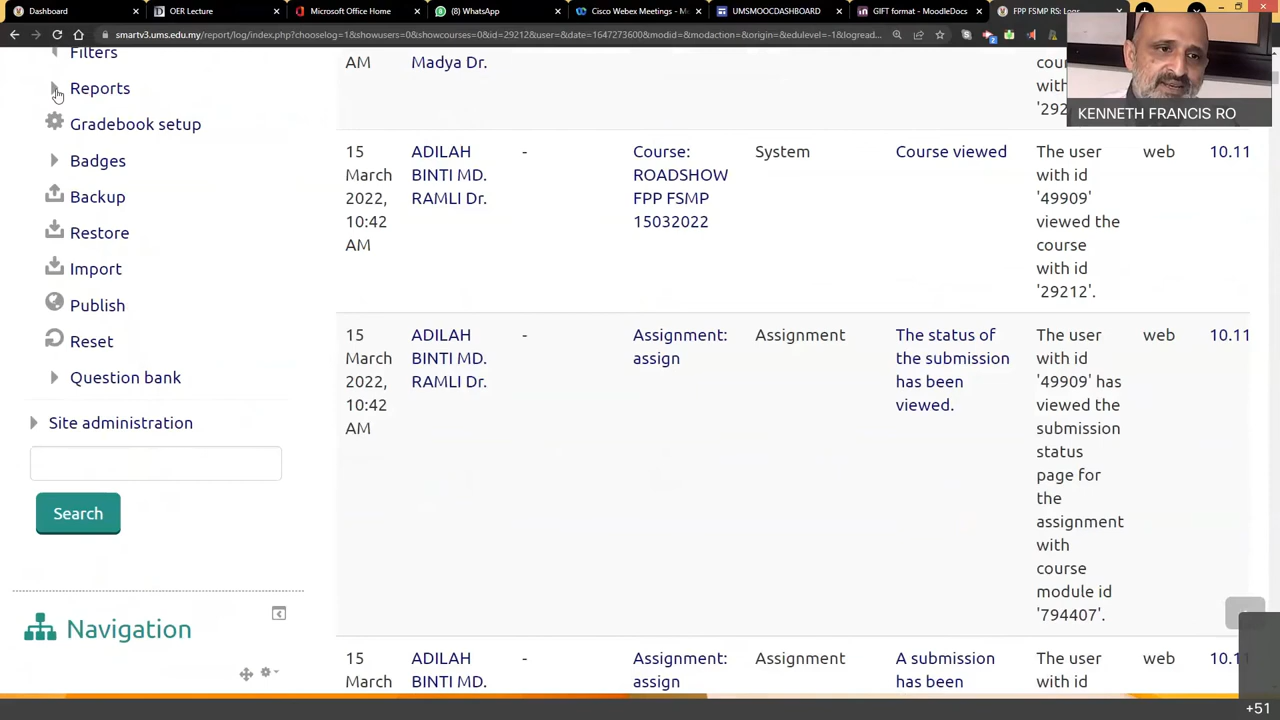 Dashboard
OER Lecture
Microsoft Office Home
(8) WhatsApp
Cisco Webex Meetings - M
UMSMOOCDASHBOARD
GIFT format - MoodleDocs
FPP FSMP RS: Logs
smartv3.ums.edu.my/report/log/index.php?chooselog=1&showusers=0&showcourses=0&id=29212&user=&date=1647273600&modid=&modaction=&origin=&edulevel=-1&logread...
Filters
Reports
Gradebook setup
Badges
Backup
Restore
Import
Publish
Reset
Question bank
Site administration
Search
Navigation
AM
Madya Dr.
cour
with
'292
KENNETH FRANCIS RO
15
March
2022,
10:42
AM
ADILAH
BINTI MD.
RAMLI Dr.
-
Course:
ROADSHOW
FPP FSMP
15032022
System
Course viewed
The user
with id
'49909'
viewed the
course
with id
'29212'.
web
10.11
15
March
2022,
10:42
AM
ADILAH
BINTI MD.
RAMLI Dr.
-
Assignment:
assign
Assignment
The status of
the submission
has been
viewed.
The user
with id
'49909' has
viewed the
submission
status
page for
the
assignment
with
course
module id
'794407'.
web
10.11
15
March
ADILAH
BINTI MD.
-
Assignment:
assign
Assignment
A submission
has been
The user
with id
web
10.11
+51